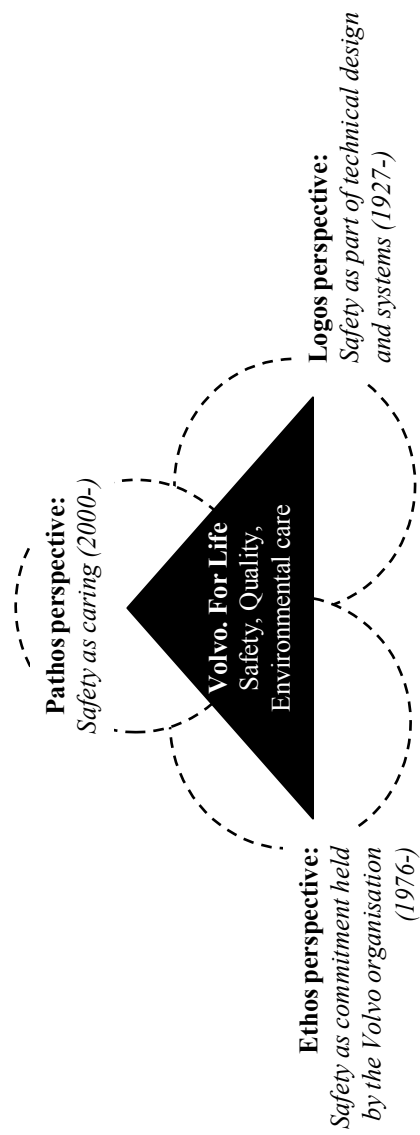 Pathos perspective:
Safety as caring (2000-)
Volvo. For Life
Safety, Quality,
Environmental care
Ethos perspective:
Safety as commitment held
by the Volvo organisation
(1976-)
Logos perspective:
Safety as part of technical design
and systems (1927-)